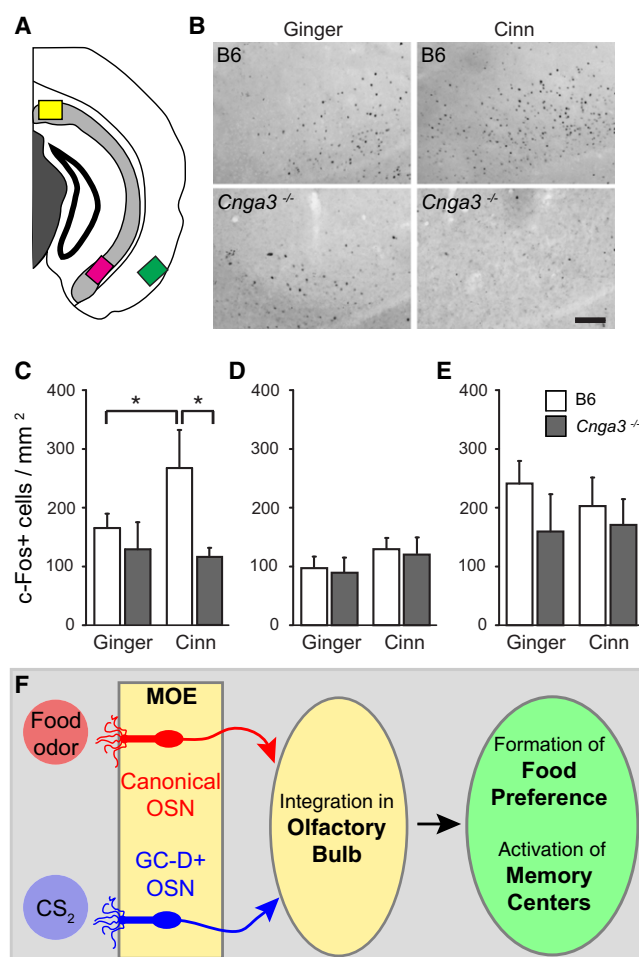 A
B
Ginger
Cinn
B6
B6
Cnga3 -/-
Cnga3 -/-
C
D
E
c-Fos+ cells / mm 2
400
300
200
100
0
*
*
Ginger
Cinn
400
300
200
100
0
Ginger
Cinn
400
300
200
100
0
B6
Cnga3 -/-
Ginger
Cinn
F
MOE
Food
odor
Canonical
OSN
GC-D+
OSN
CS2
Integration in
Olfactory
Bulb
Formation of
Food
Preference
Activation of
Memory
Centers